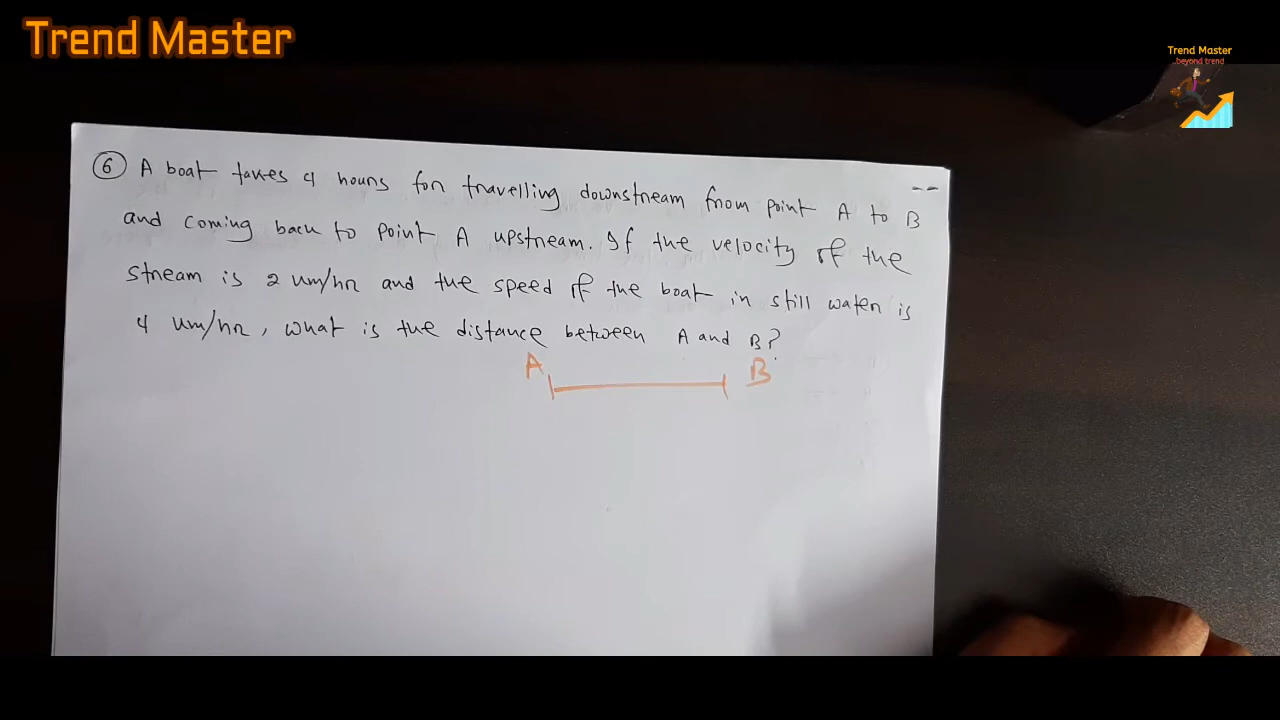 Trend Master
Trend Master
..beyond trend
6 A boat takes 4 hours for travelling downstream from point A to B
and coming back to point A upstream. If the velocity of the
stream is 2 km/hr and the speed of the boat in still water is
4 km/hr, what is the distance between A and B?
A B